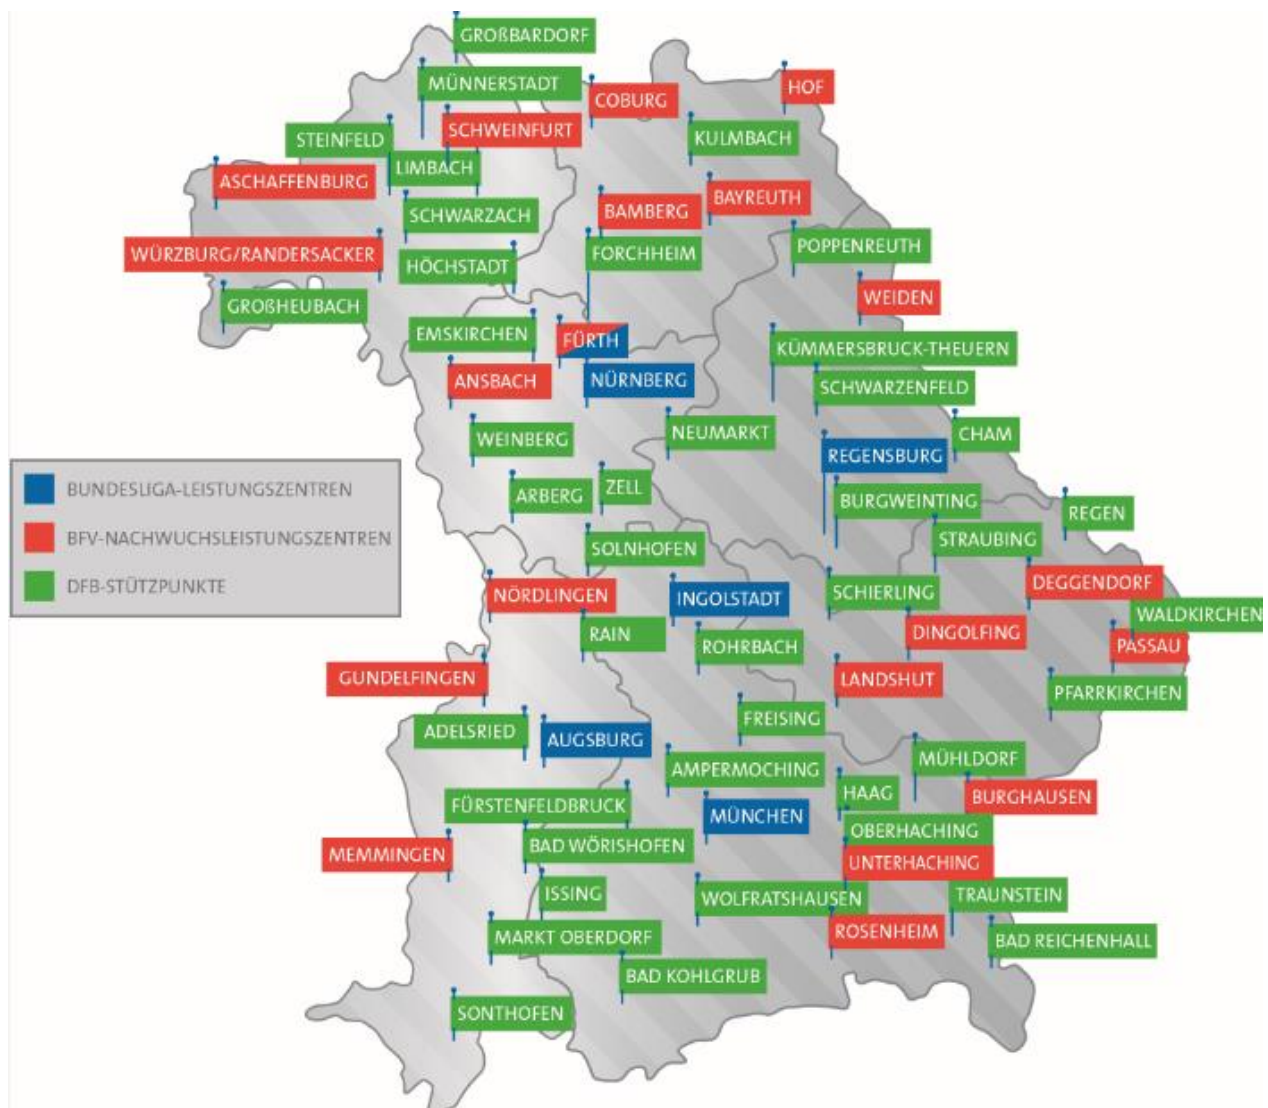 GROßBARDORF
MÜNNERSTADT
COBURG
HOF
SCHWEINFURT
STEINFELD
KULMBACH
LIMBACH
ASCHAFFENBURG
BAYREUTH
BAMBERG
SCHWARZACH
POPPENREUTH
WÜRZBURG/RANDERSACKER
FORCHHEIM
HÖCHSTADT
WEIDEN
GROßHEUBACH
EMSKIRCHEN
FÜRTH
KÜMMERSBRUCK-THEUERN
ANSBACH
NÜRNBERG
SCHWARZENFELD
WEINBERG
NEUMARKT
CHAM
REGENSBURG
BUNDESLIGA-LEISTUNGSZENTREN
BFV-NACHWUCHSLEISTUNGSZENTREN
DFB-STÜTZPUNKTE
ARBERG
ZELL
BURGWEINTING
REGEN
STRAUBING
SOLNHOFEN
DEGGENDORF
NÖRDLINGEN
INGOLSTADT
SCHIERLING
WALDKIRCHEN
RAIN
ROHRBACH
DINGOLFING
PASSAU
GUNDELFINGEN
LANDSHUT
PFARRKIRCHEN
FREISING
ADELSRIED
AUGSBURG
MÜHLDORF
AMPERMOCHING
HAAG
BURGHAUSEN
FÜRSTENFELDBRUCK
MÜNCHEN
OBERHACHING
BAD WÖRISHOFEN
MEMMINGEN
UNTERHACHING
ISSING
WOLFRATSHAUSEN
TRAUNSTEIN
MARKT OBERDORF
ROSENHEIM
BAD REICHENHALL
BAD KOHLGRUB
SONTHOFEN